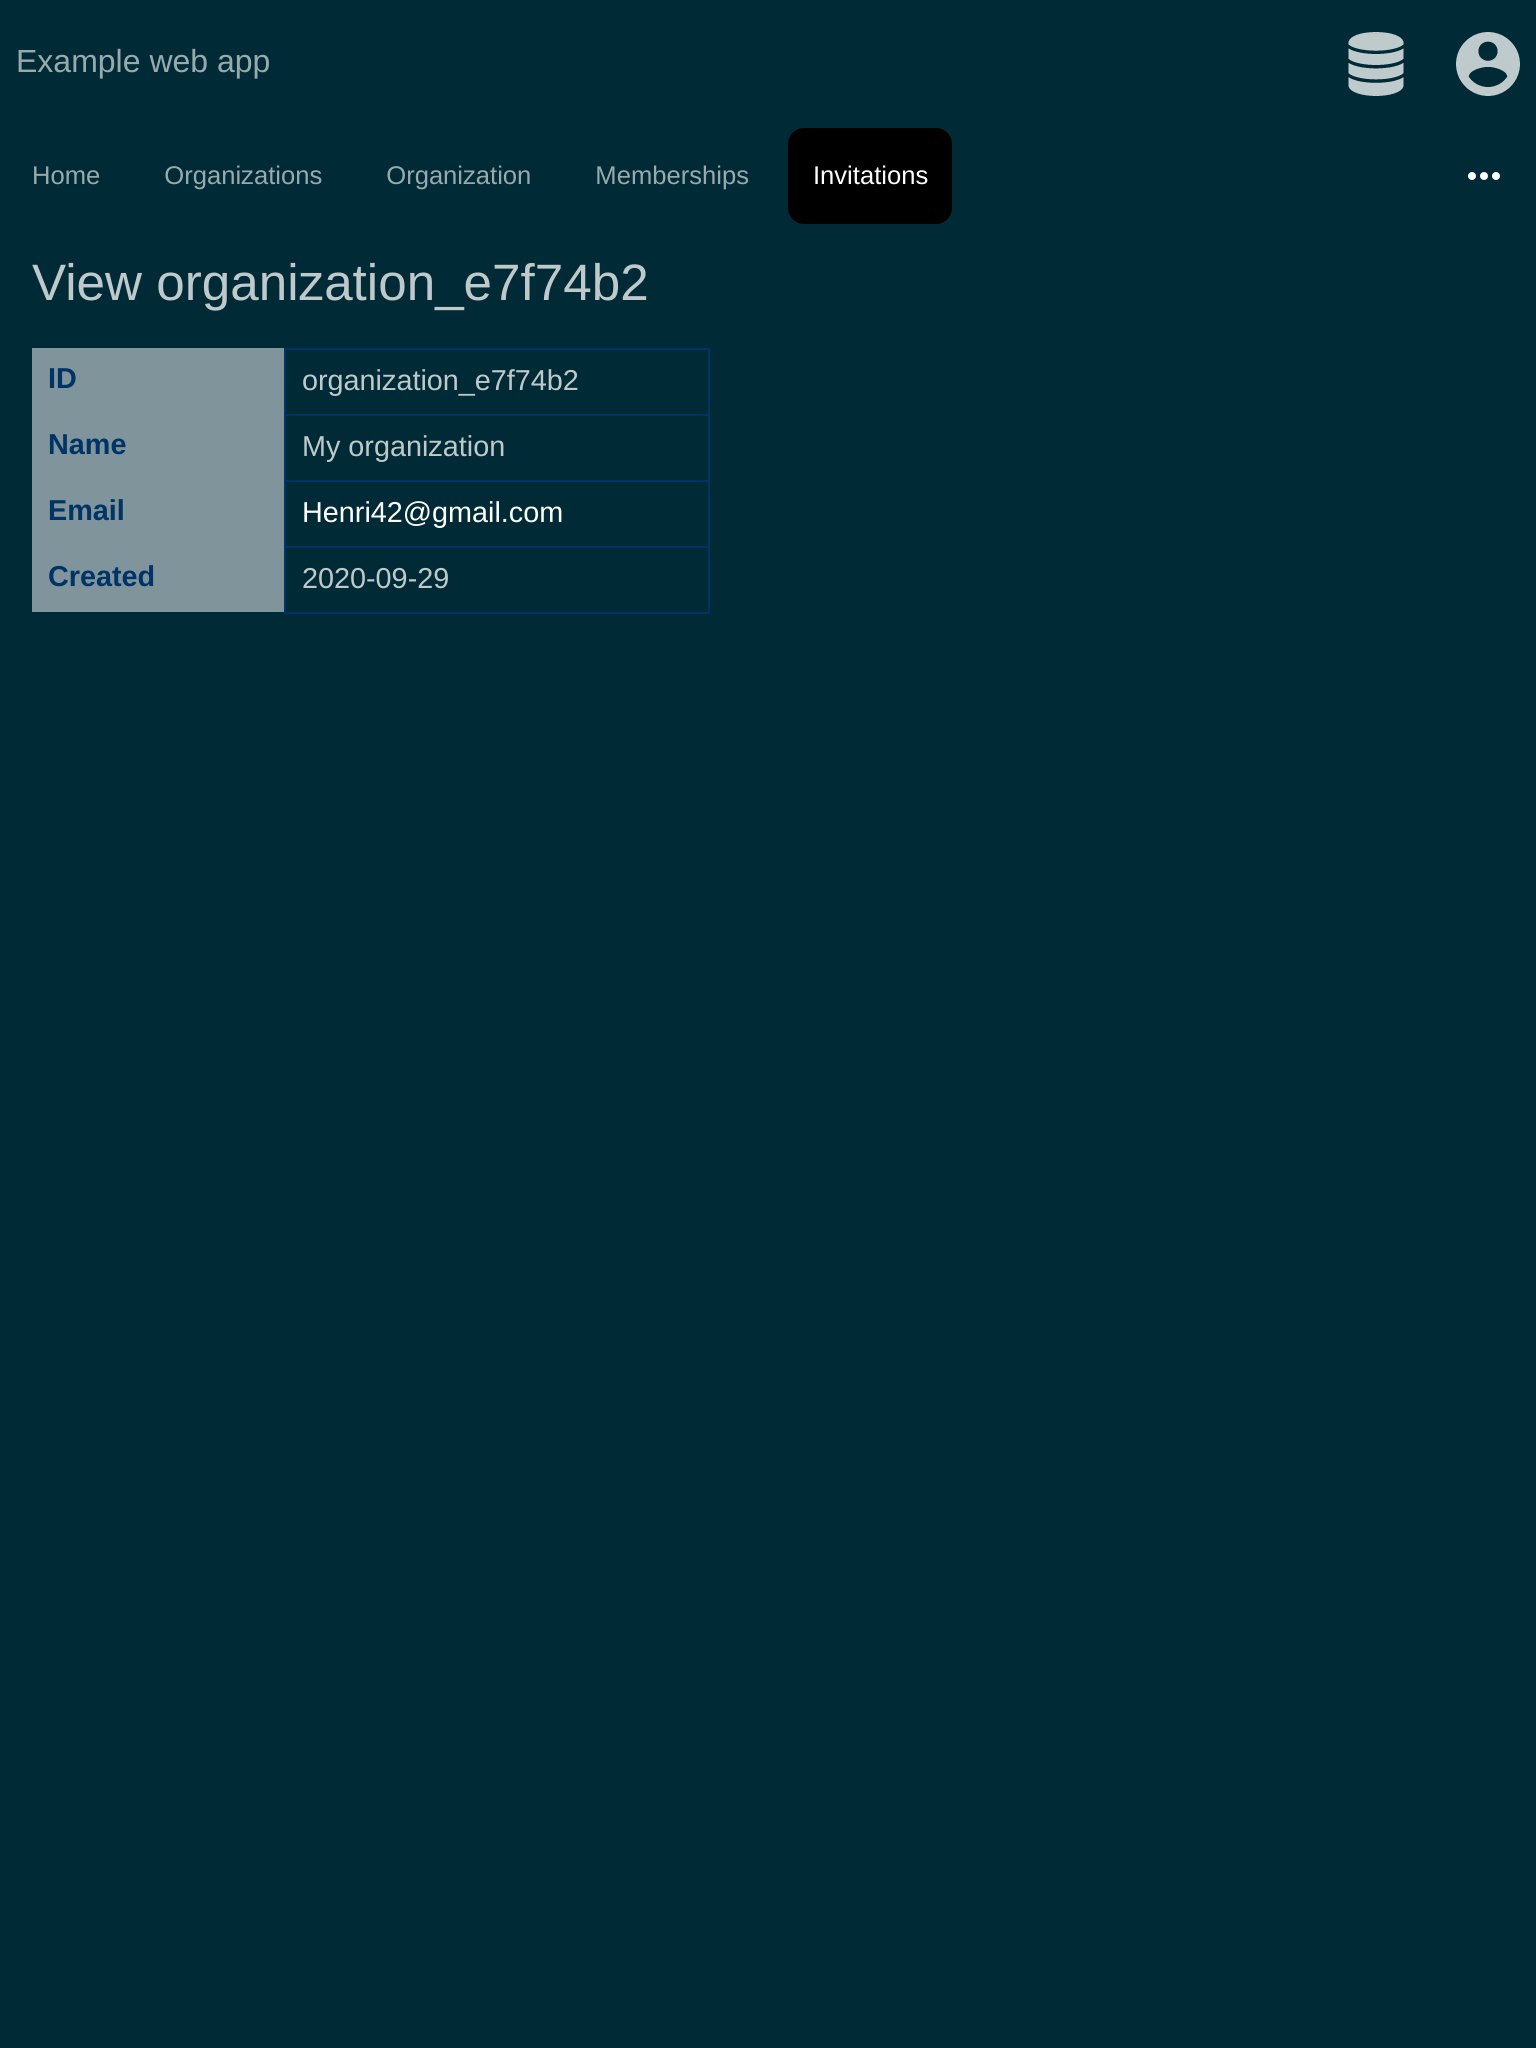 Example web app
Home Organizations Organization Memberships Invitations
View organization_e7f74b2
ID organization_e7f74b2
Name My organization
Email Henri42@gmail.com
Created 2020-09-29